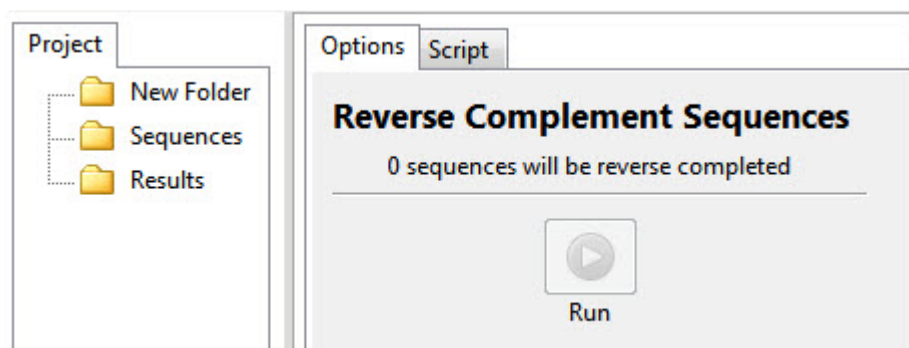 Project
New Folder
Sequences
Results
Options
Script
Reverse Complement Sequences
0 sequences will be reverse completed
Run